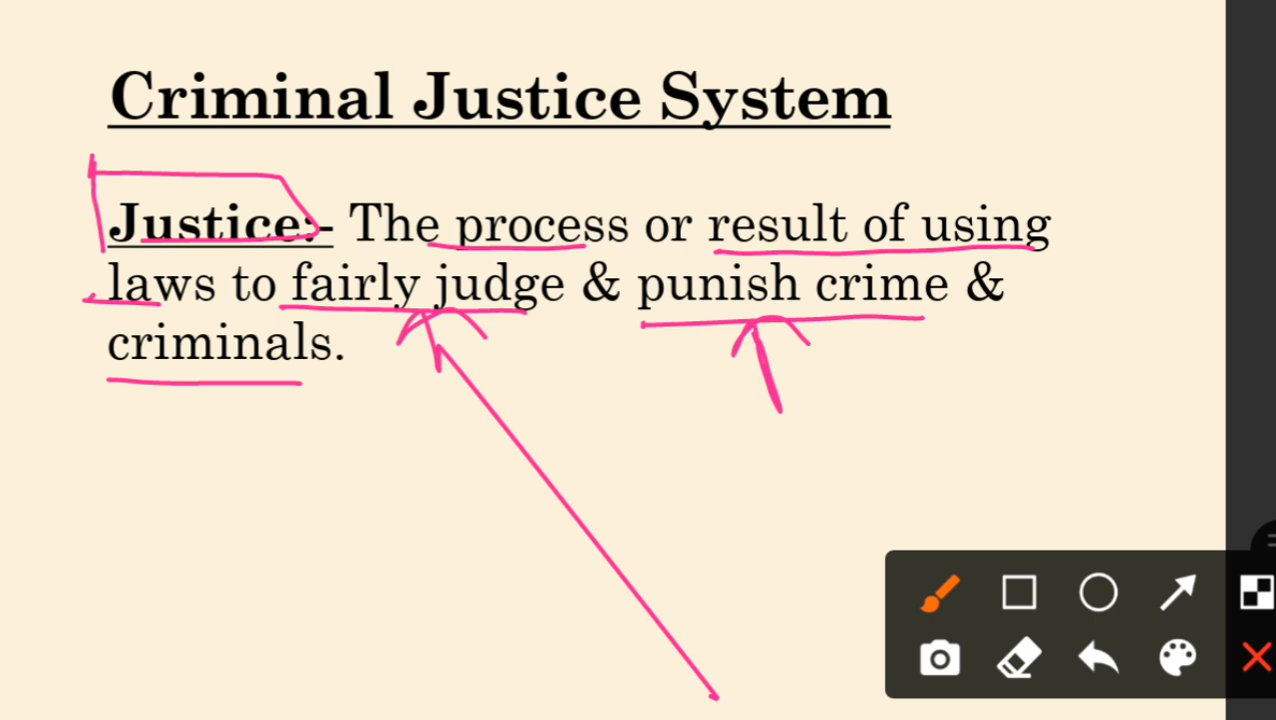 Criminal Justice System
Justice:- The process or result of using
laws to fairly judge & punish crime &
criminals.